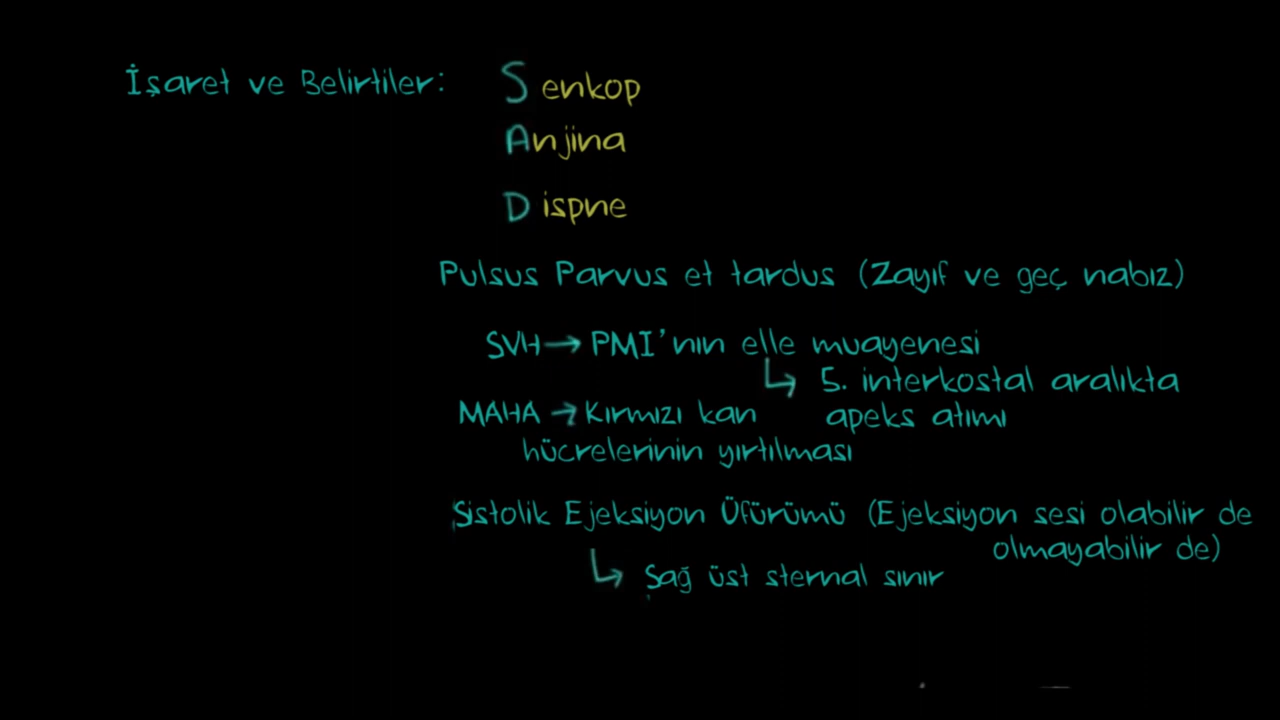 İşaret ve Belirtiler: Senkop
Anjina
Dispne
Pulsus Parvus et tardus (Zayıf ve geç nabız)
SVH→ PMI'nın elle muayenesi
↳ 5. interkostal aralıkta
apeks atımı
MAHA → Kırmızı kan
hücrelerinin yırtılması
Sistolik Ejeksiyon Üfürümü (Ejeksiyon sesi olabilir de
olmayabilir de)
↳ Sağ üst sternal sınır